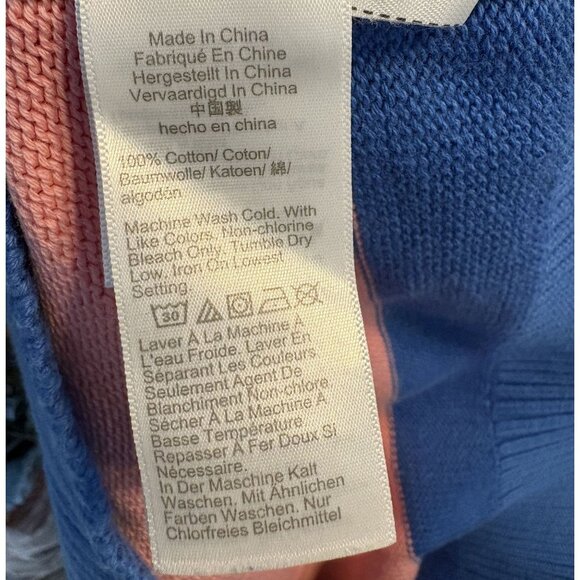 Made In China
Fabriqué En Chine
Hergestellt In China
Vervaardigd In China
中国製
hecho en china
100% Cotton/ Coton/
Baumwolle/ Katoen/ 綿/
algodón
Machine Wash Cold. With
Like Colors. Non-chlorine
Bleach Only. Tumble Dry
Low. Iron On Lowest
Setting.
30
Laver À La Machine À
L'eau Froide. Laver En
Séparant Les Couleurs
Seulement Agent De
Blanchiment Non-chlore
Sécher À La Machine À
Basse Température
Repasser À Fer Doux Si
Nécessaire.
In Der Maschine Kalt
Waschen. Mit Ähnlichen
Farben Waschen. Nur
Chlorfreies Bleichmittel